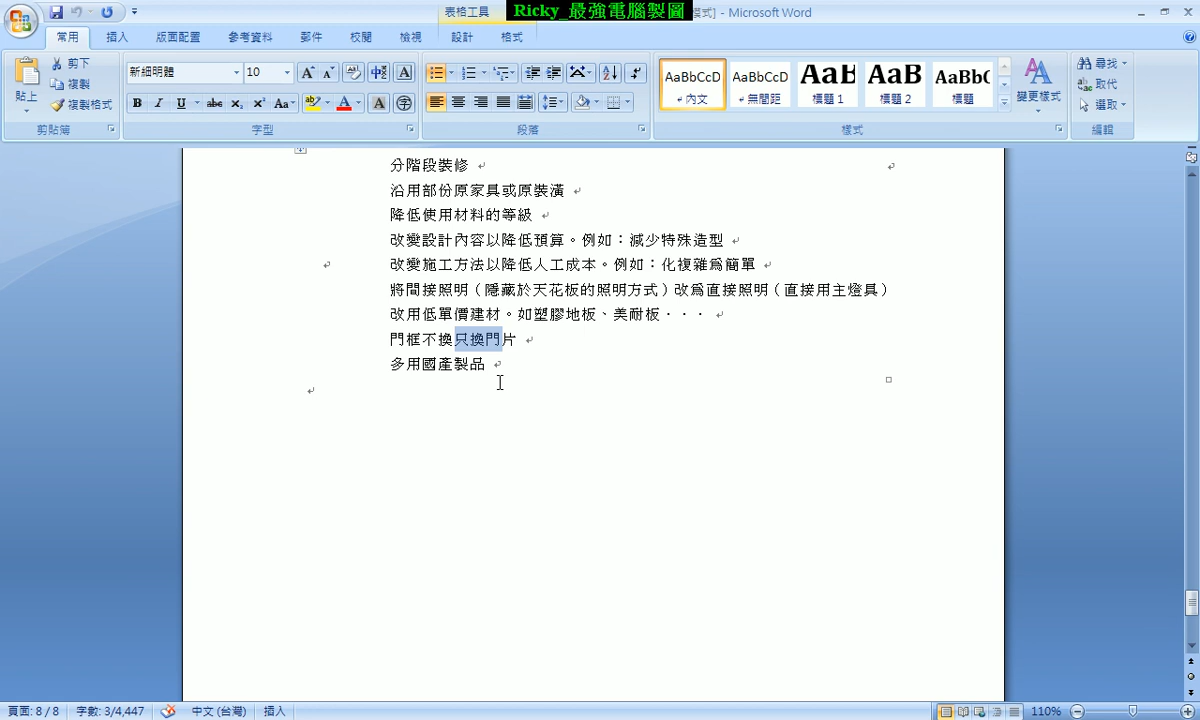 表格工具
Ricky_最強電腦製圖
模式] - Microsoft Word
常用 插入 版面配置 參考資料 郵件 校閱 檢視 設計 格式
貼上 剪下 複製 複製格式
新細明體 10
AaBbCcD AaBbCcD AaB AaB AaBbC
內文 無間距 標題 1 標題 2 標題
變更樣式
尋找 取代 選取
剪貼簿 字型 段落 樣式 編輯
分階段裝修
沿用部份原家具或原裝潢
降低使用材料的等級
改變設計內容以降低預算。例如：減少特殊造型
改變施工方法以降低人工成本。例如：化複雜為簡單
將間接照明（隱藏於天花板的照明方式）改為直接照明（直接用主燈具）
改用低單價建材。如塑膠地板、美耐板・・・
門框不換只換門片
多用國產製品
頁面: 8 / 8 字數: 3/4,447 中文 (台灣) 插入 110%